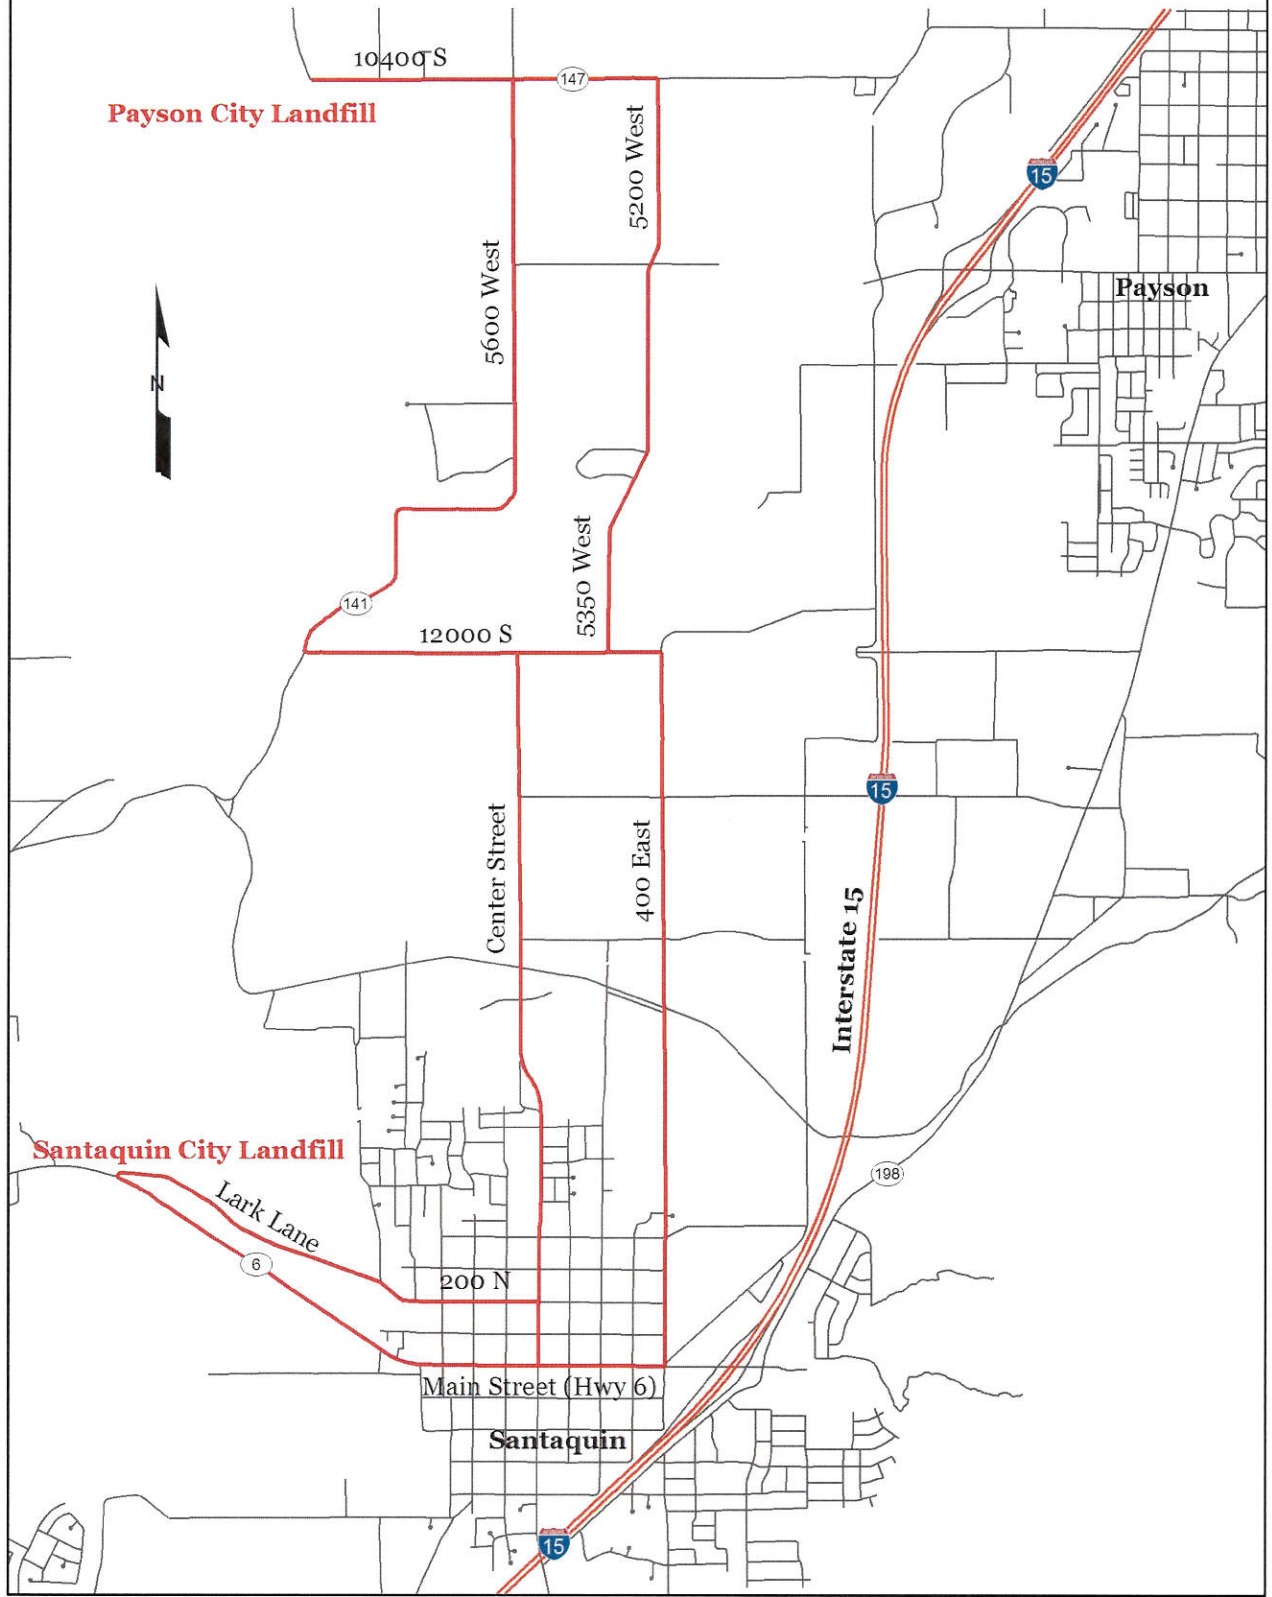 10400 S
147
Payson City Landfill
5200 West
15
5600 West
Payson
N
5350 West
141
12000 S
15
Center Street
400 East
Interstate 15
Santaquin City Landfill
198
Lark Lane
6
200 N
Main Street (Hwy 6)
Santaquin
15